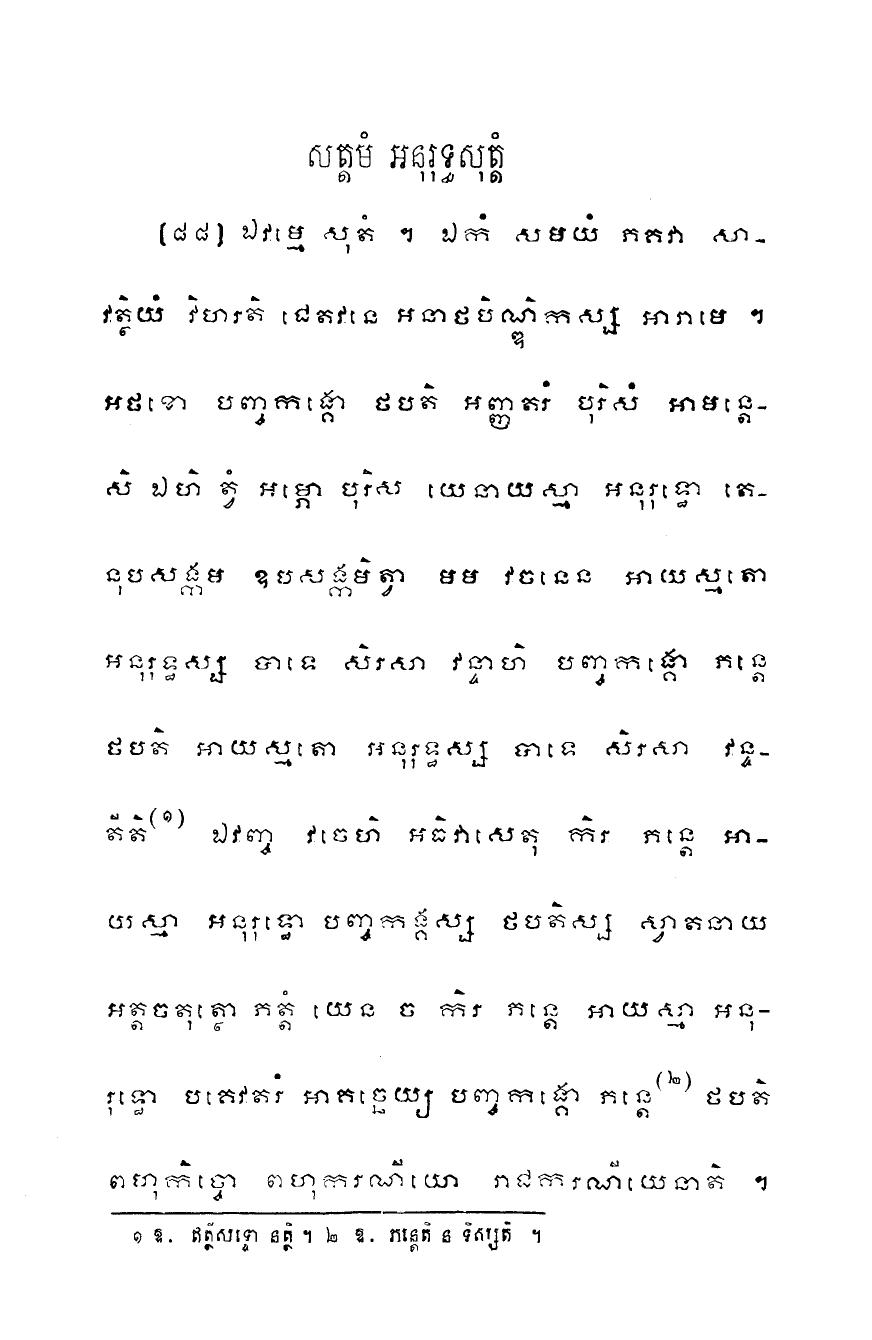 សត្តមំ អនុរុទ្ធសុត្តំ
(៨៨) ឯវម្មេ សុតំ ។ ឯកំ សមយំ ភគវា សា-
វត្ថិយំ វិហរតិ ជេតវនេ អនាថបិណ្ឌិកស្ស អារាមេ ។
អថខោ បញ្ចកង្គោ ថបតិ អញ្ញតរំ បុរិសំ អាមន្តេ-
សិ ឯហិ ត្វំ អម្ភោ បុរិស យេនាយស្មា អនុរុទ្ធោ តេ-
នុបសង្កម ឧបសង្កមិត្វា មម វចនេន អាយស្មតោ
អនុរុទ្ធស្ស បាទេ សិរសា វន្ទាហិ បញ្ចកង្គោ ភន្តេ
ថបតិ អាយស្មតោ អនុរុទ្ធស្ស បាទេ សិរសា វន្ទ-
តីតិ(១) ឯវញ្ច វទេហិ អធិវាសេតុ កិរ ភន្តេ អា-
យស្មា អនុរុទ្ធោ បញ្ចកង្គស្ស ថបតិស្ស ស្វាតនាយ
អត្តចតុត្ថោ ភត្តំ យេន ច កិរ ភន្តេ អាយស្មា អនុ-
រុទ្ធោ បគេវតរំ អាគច្ឆេយ្យ បញ្ចកង្គោ ភន្តេ(២) ថបតិ
ពហុកិច្ចោ ពហុករណីយោ រាជករណីយេនាតិ ។
១ ឱ. ឥតិសទ្ទោ នត្ថិ ។ ២ ឱ. ភន្តេតិ ន ទិស្សតិ ។